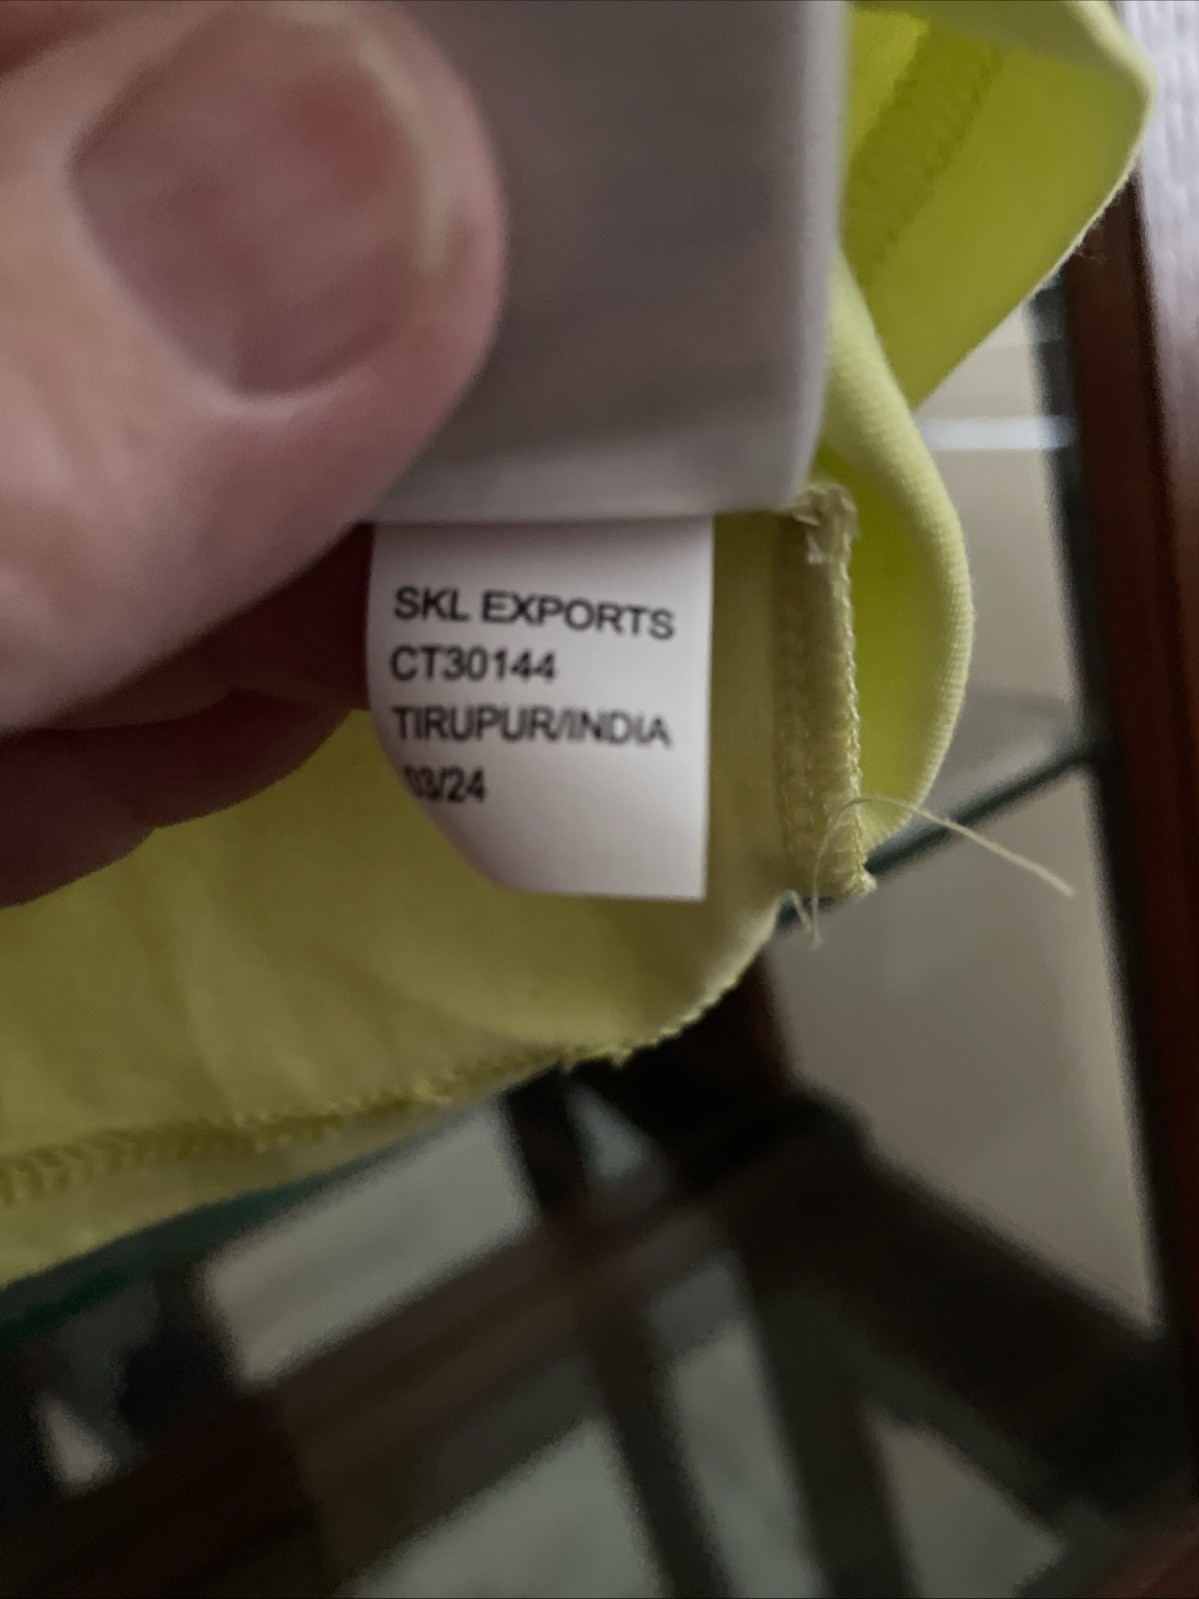 SKL EXPORTS
CT30144
TIRUPUR/INDIA
03/24